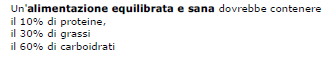 Un'alimentazione equilibrata e sana dovrebbe contenere
il 10% di proteine,
il 30% di grassi
il 60% di carboidrati